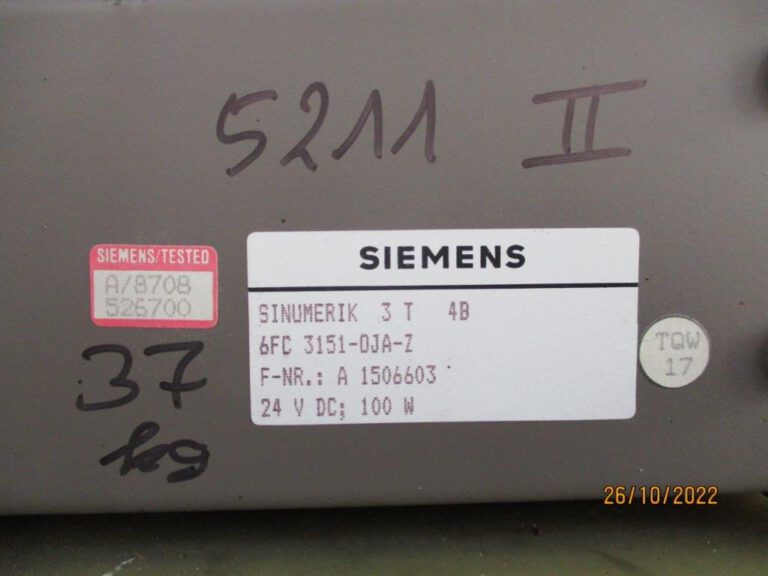 5211 II
SIEMENS/TESTED
A/8708
526700
SIEMENS
SINUMERIK 3 T 4B
6FC 3151-0JA-Z
F-NR.: A 1506603
24 V DC; 100 W
TQW
17
37
kg
26/10/2022